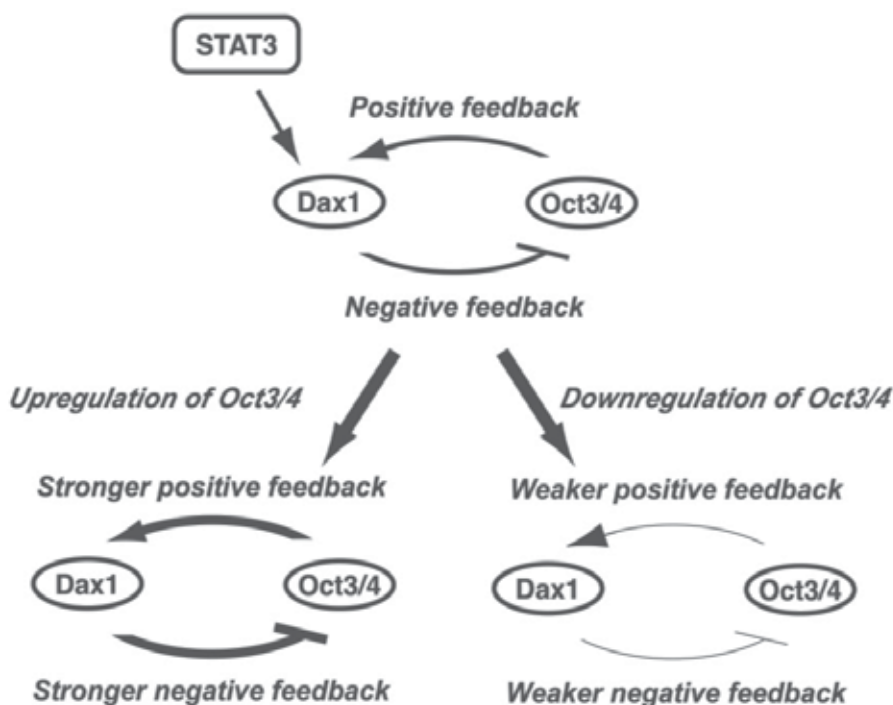 STAT3
Positive feedback
Dax1
Oct3/4
Negative feedback
Upregulation of Oct3/4
Downregulation of Oct3/4
Stronger positive feedback
Weaker positive feedback
Dax1
Oct3/4
Dax1
Oct3/4
Stronger negative feedback
Weaker negative feedback